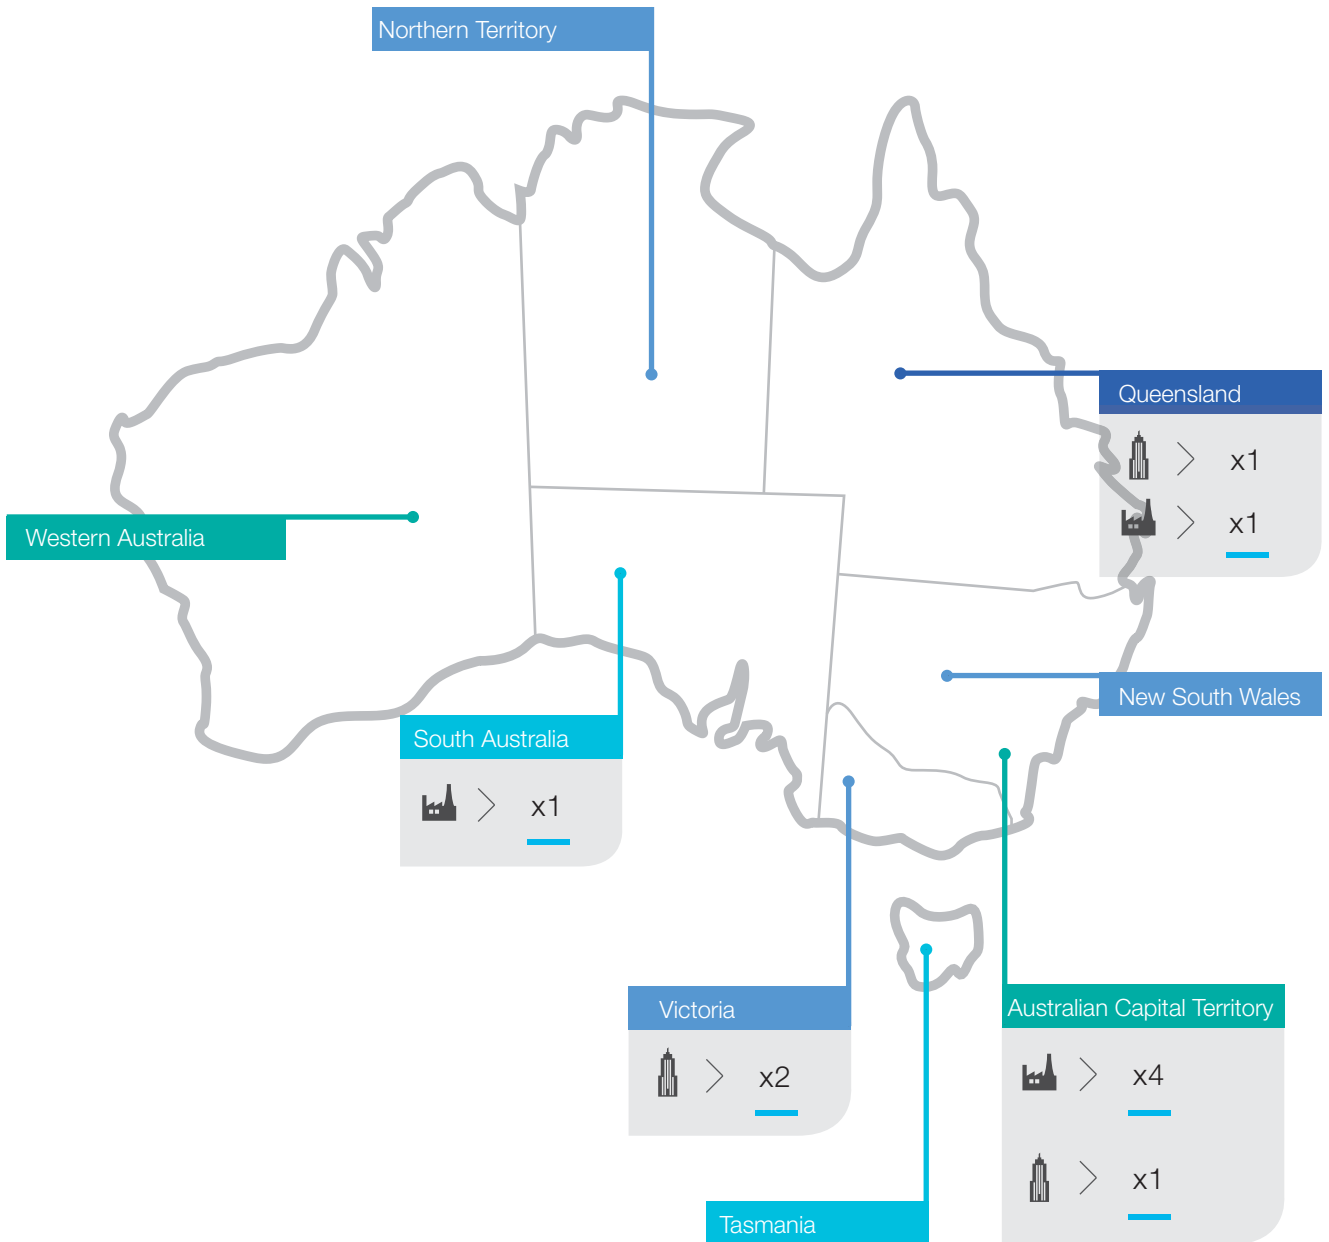 Northern Territory
Queensland
x1
x1
Western Australia
New South Wales
South Australia
x1
Victoria
x2
Australian Capital Territory
x4
x1
Tasmania